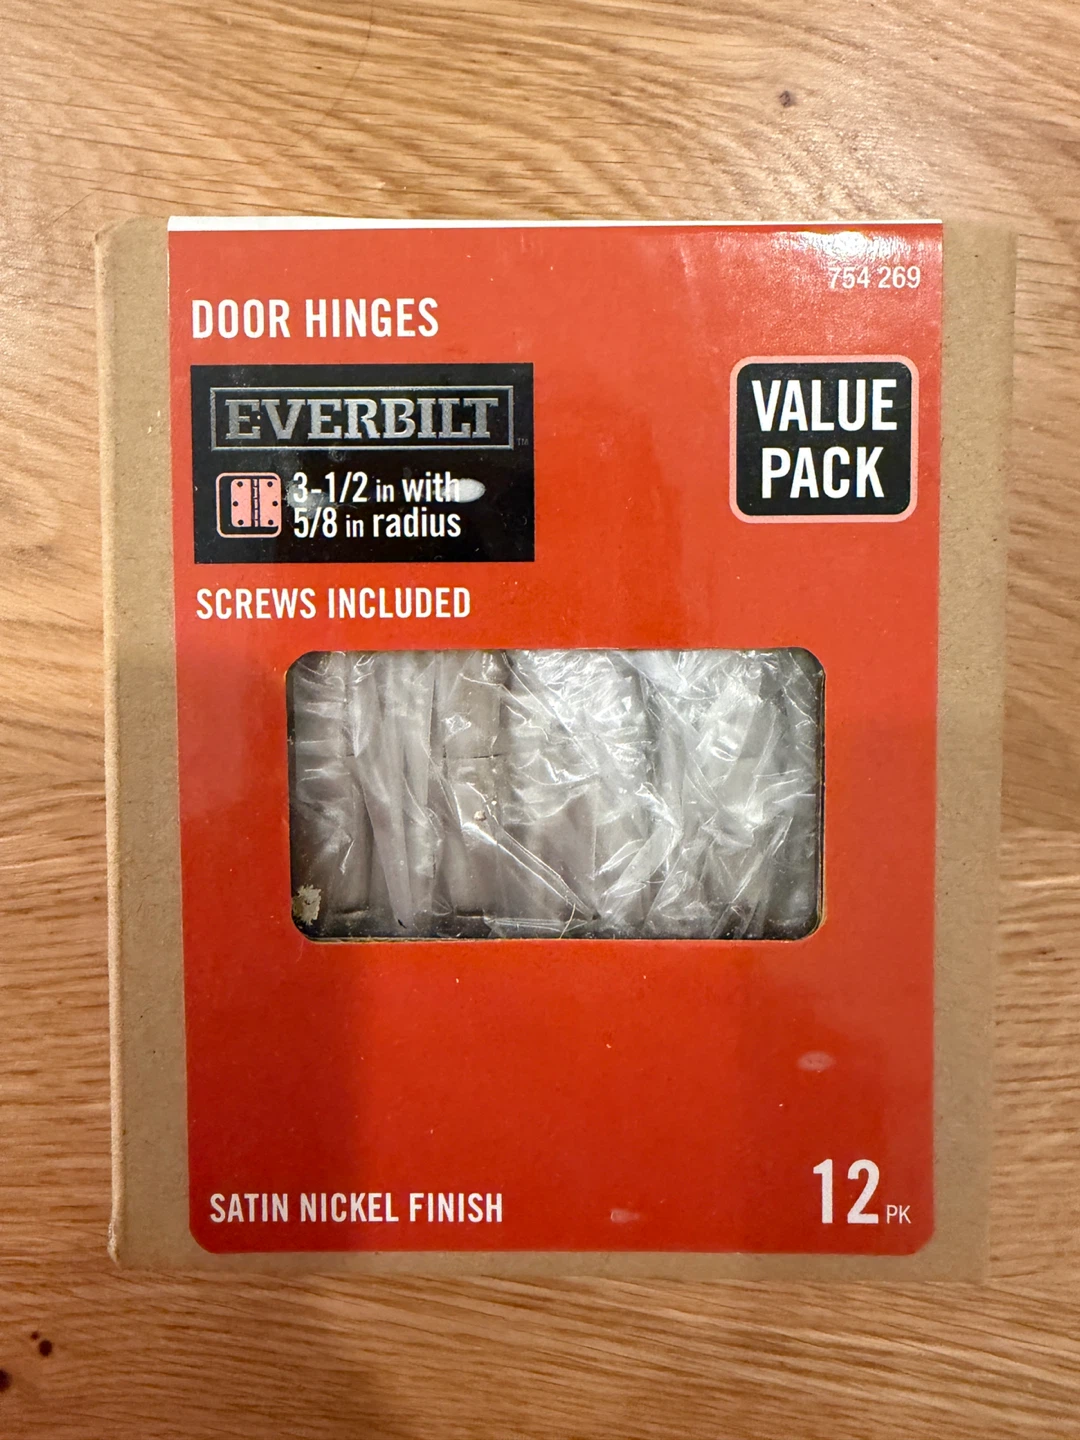 754 269
DOOR HINGES
EVERBILT™
3-1/2 in with
5/8 in radius
VALUE
PACK
SCREWS INCLUDED
SATIN NICKEL FINISH
12 PK